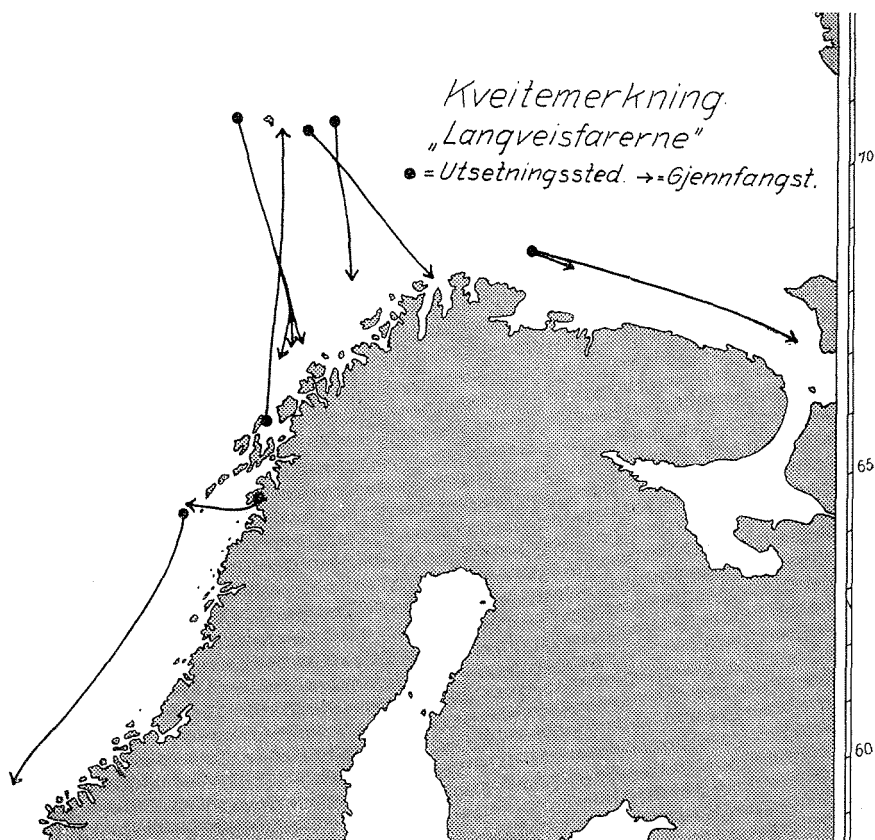 Kveitemerkning
„Langveisfarerne”
● = Utsetningssted. → = Gjennfangst.
70
65
60